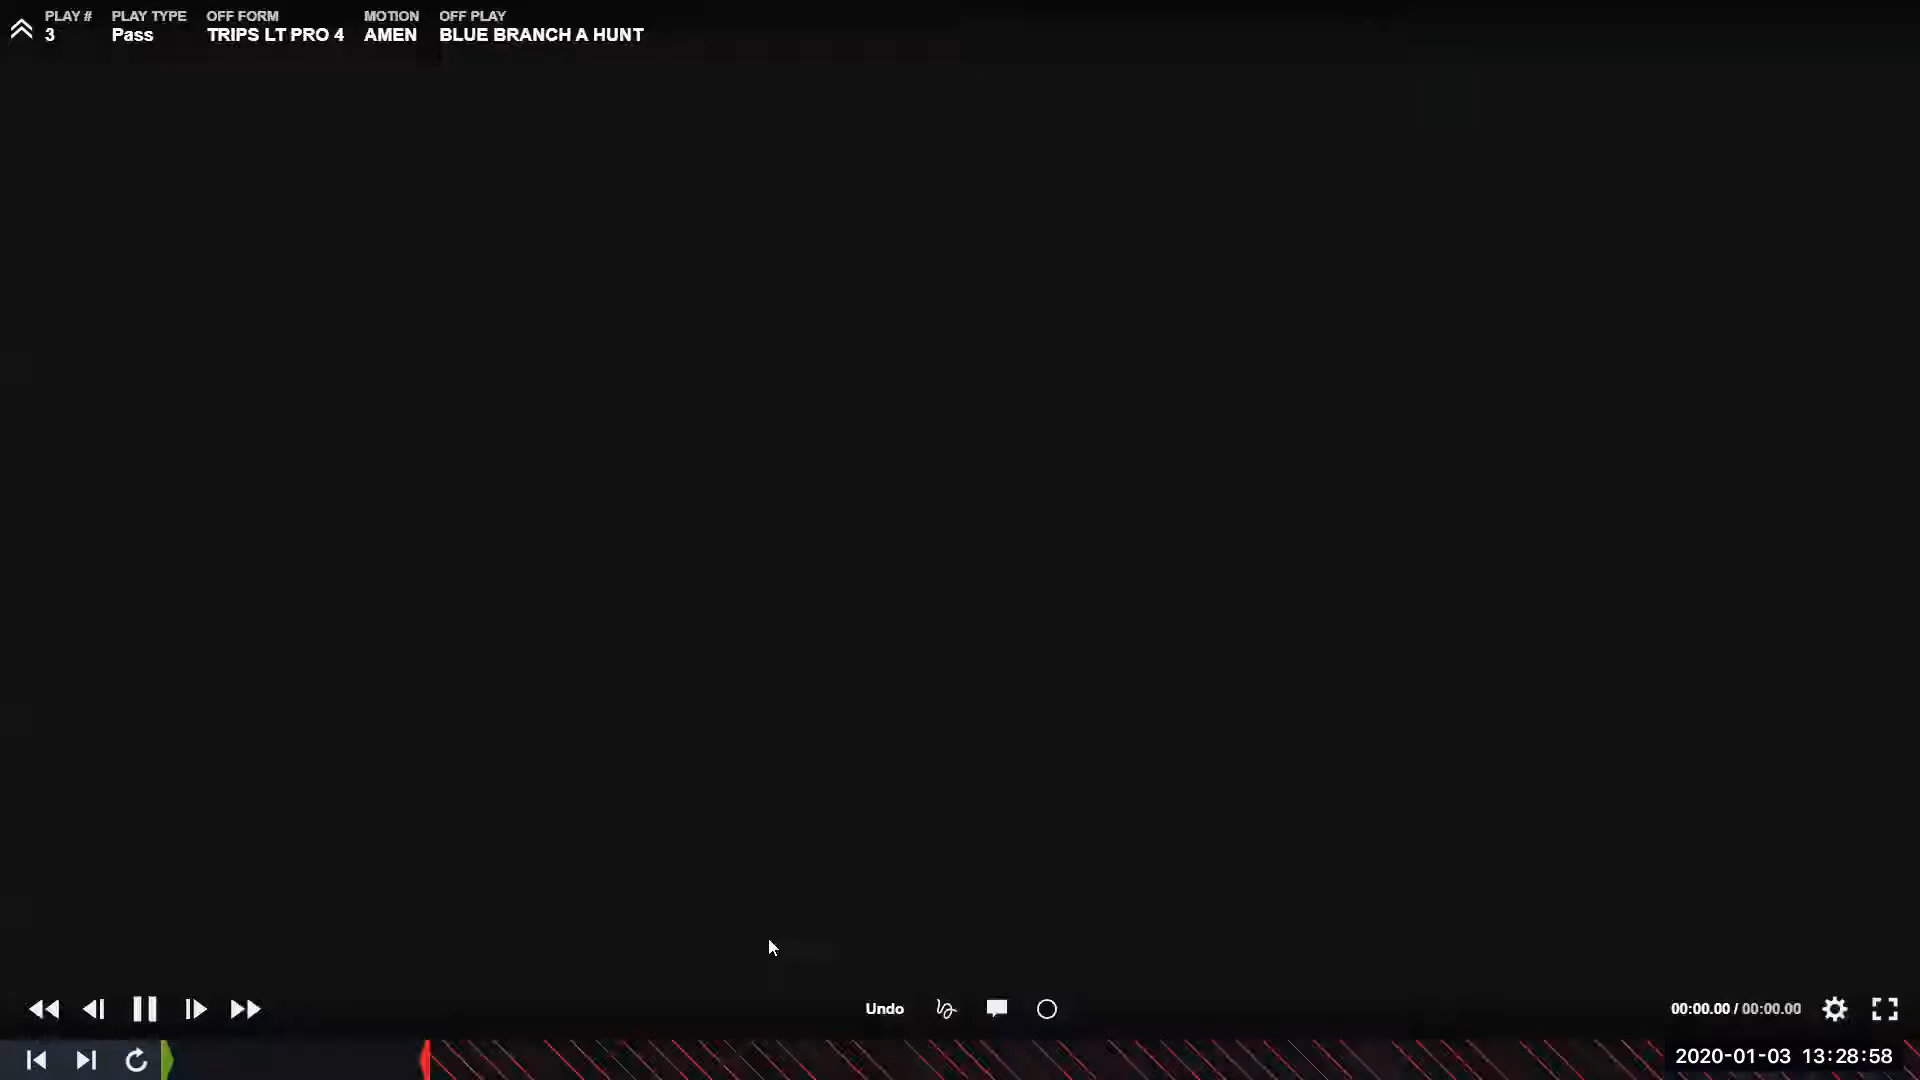 PLAY # PLAY TYPE OFF FORM MOTION OFF PLAY
3 Pass TRIPS LT PRO 4 AMEN BLUE BRANCH A HUNT
Undo 00:00.00 / 00:00.00
2020-01-03 13:28:58